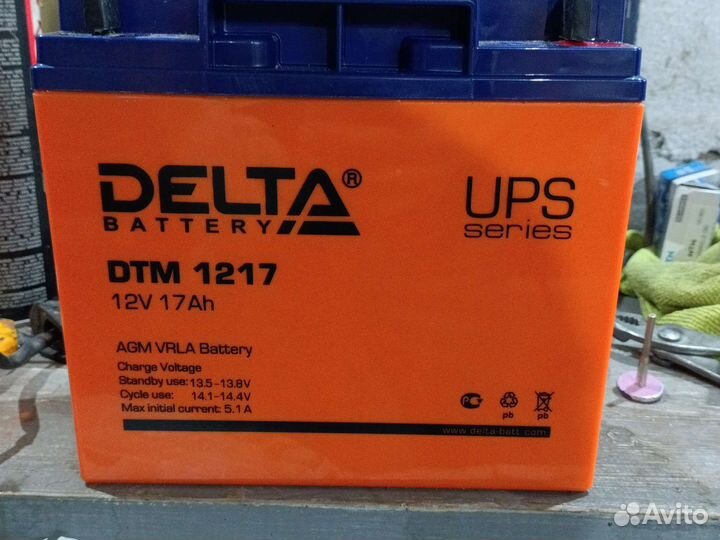 DELTA®
BATTERY
UPS
series
DTM 1217
12V 17Ah
AGM VRLA Battery
Charge Voltage
Standby use: 13.5-13.8V
Cycle use: 14.1-14.4V
Max initial current: 5.1A
pb
pb
www.delta-batt.com
Avito